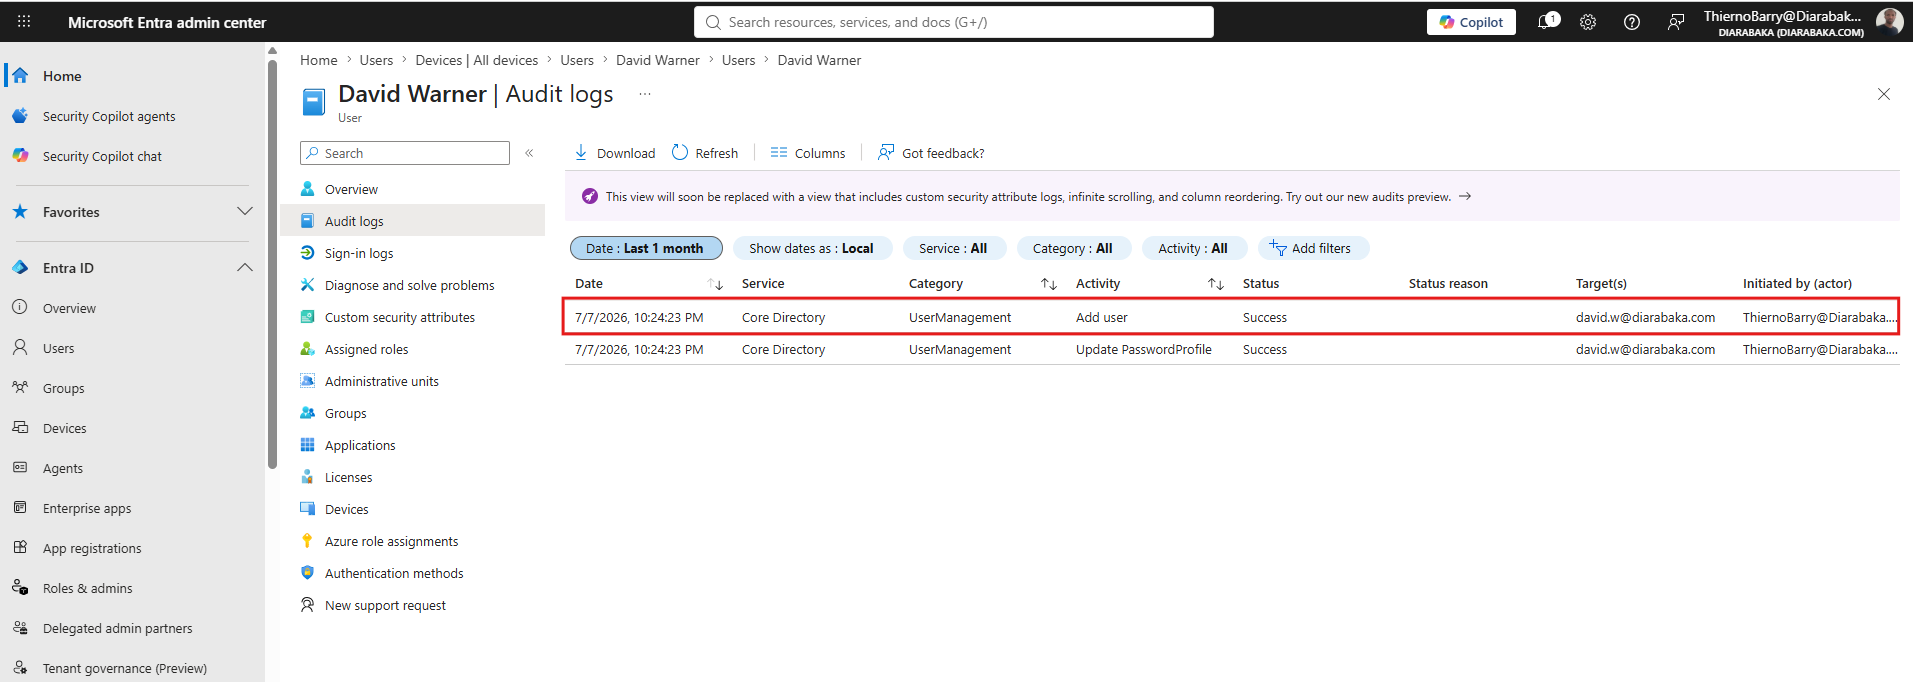 Microsoft Entra admin center
Search resources, services, and docs (G+/)
Copilot
1
ThiernoBarry@Diarabak...
DIARABAKA (DIARABAKA.COM)
Home
Security Copilot agents
Security Copilot chat
Favorites
Entra ID
Overview
Users
Groups
Devices
Agents
Enterprise apps
App registrations
Roles & admins
Delegated admin partners
Tenant governance (Preview)
Home > Users > Devices | All devices > Users > David Warner > Users > David Warner
David Warner | Audit logs ...
User
Search
Overview
Audit logs
Sign-in logs
Diagnose and solve problems
Custom security attributes
Assigned roles
Administrative units
Groups
Applications
Licenses
Devices
Azure role assignments
Authentication methods
New support request
Download Refresh Columns Got feedback?
This view will soon be replaced with a view that includes custom security attribute logs, infinite scrolling, and column reordering. Try out our new audits preview. →
Date : Last 1 month Show dates as : Local Service : All Category : All Activity : All Add filters
Date Service Category Activity Status Status reason Target(s) Initiated by (actor)
7/7/2026, 10:24:23 PM Core Directory UserManagement Add user Success david.w@diarabaka.com ThiernoBarry@Diarabaka....
7/7/2026, 10:24:23 PM Core Directory UserManagement Update PasswordProfile Success david.w@diarabaka.com ThiernoBarry@Diarabaka....